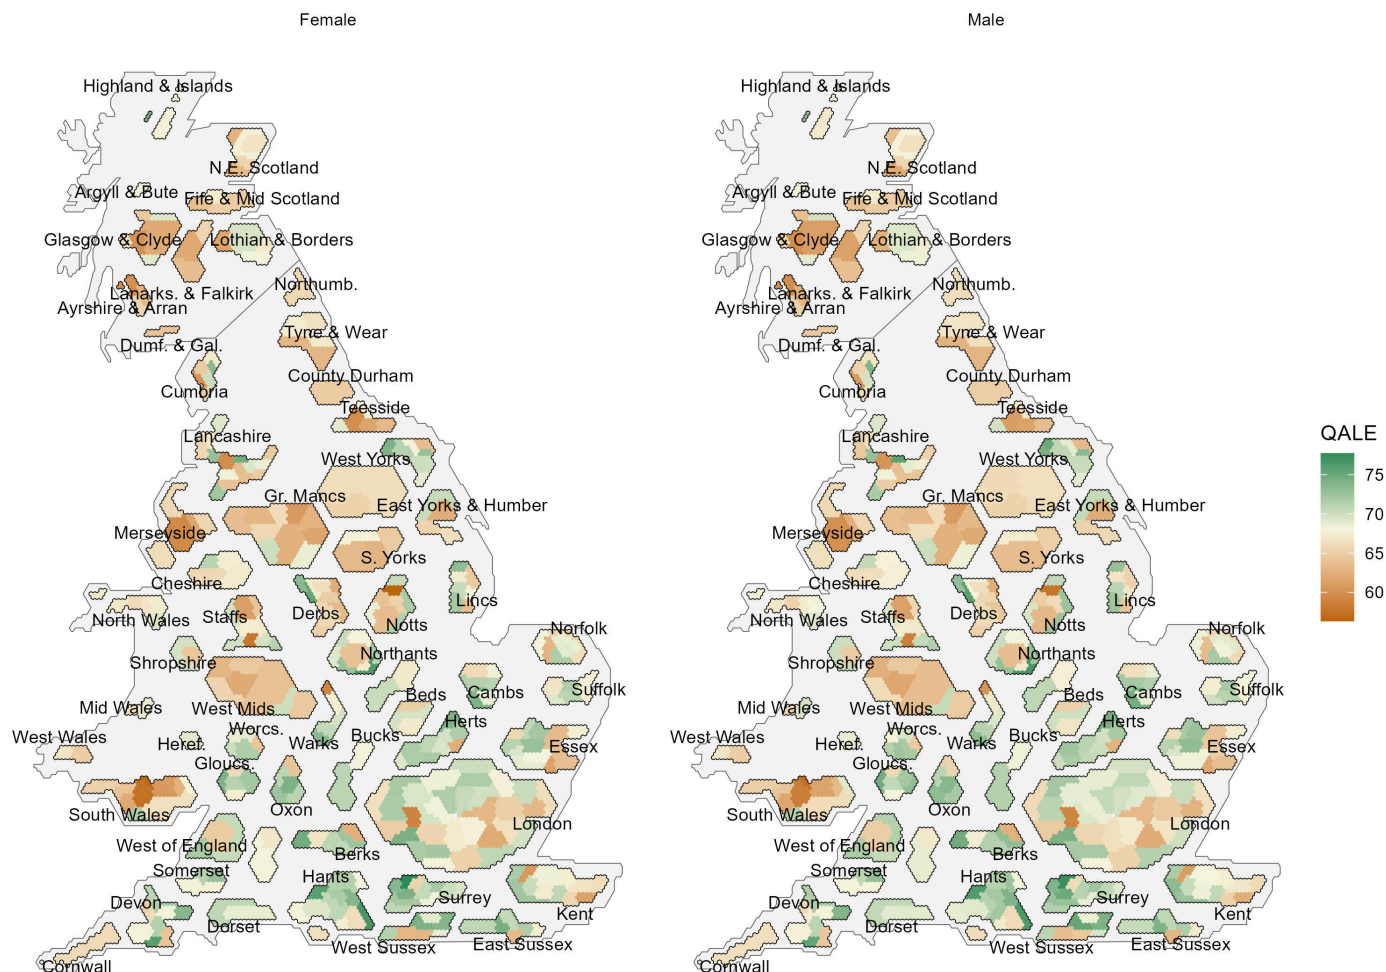 Female
Male
Highland & Islands
N.E. Scotland
Argyll & Bute
Fife & Mid Scotland
Glasgow & Clyde
Lothian & Borders
Lanarks. & Falkirk
Northumb.
Ayrshire & Arran
Tyne & Wear
Dumf. & Gal.
County Durham
Cumbria
Teesside
Lancashire
West Yorks
Gr. Mancs
East Yorks & Humber
Merseyside
S. Yorks
Cheshire
North Wales
Staffs
Derbs
Notts
Lincs
Norfolk
Shropshire
Northants
Mid Wales
West Mids
Beds
Cambs
Suffolk
West Wales
Heref.
Worcs.
Warks
Bucks
Herts
Essex
Gloucs.
South Wales
Oxon
London
West of England
Berks
Somerset
Hants
Surrey
Devon
Dorset
Kent
West Sussex
East Sussex
Cornwall
Highland & Islands
N.E. Scotland
Argyll & Bute
Fife & Mid Scotland
Glasgow & Clyde
Lothian & Borders
Lanarks. & Falkirk
Northumb.
Ayrshire & Arran
Tyne & Wear
Dumf. & Gal.
County Durham
Cumbria
Teesside
Lancashire
West Yorks
Gr. Mancs
East Yorks & Humber
Merseyside
S. Yorks
Cheshire
North Wales
Staffs
Derbs
Notts
Lincs
Norfolk
Shropshire
Northants
Mid Wales
West Mids
Beds
Cambs
Suffolk
West Wales
Heref.
Worcs.
Warks
Bucks
Herts
Essex
Gloucs.
South Wales
Oxon
London
West of England
Berks
Somerset
Hants
Surrey
Devon
Dorset
Kent
West Sussex
East Sussex
Cornwall
QALE
75
70
65
60